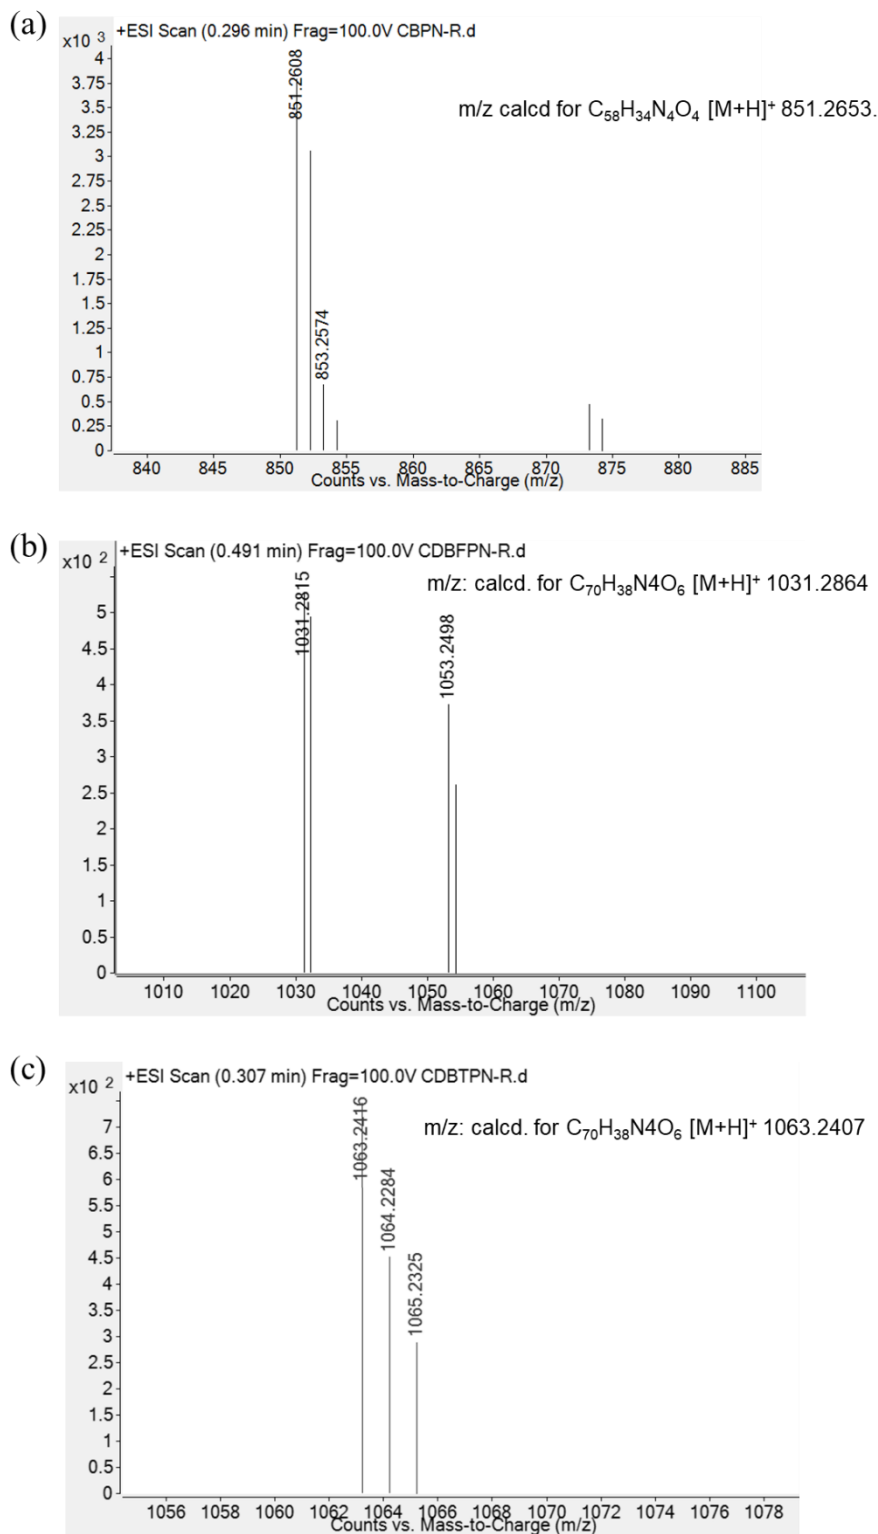 (a)
+ESI Scan (0.296 min) Frag=100.0V CBPN-R.d
x10 3
4
3.75
3.5
3.25
3
2.75
2.5
2.25
2
1.75
1.5
1.25
1
0.75
0.5
0.25
0
851.2608
853.2574
m/z calcd for C₅₈H₃₄N₄O₄ [M+H]⁺ 851.2653.
840 845 850 855 860 865 870 875 880 885
Counts vs. Mass-to-Charge (m/z)
(b)
+ESI Scan (0.491 min) Frag=100.0V CDBFPN-R.d
x10 2
5
4.5
4
3.5
3
2.5
2
1.5
1
0.5
0
1031.2815
1053.2498
m/z: calcd. for C₇₀H₃₈N4O₆ [M+H]⁺ 1031.2864
1010 1020 1030 1040 1050 1060 1070 1080 1090 1100
Counts vs. Mass-to-Charge (m/z)
(c)
+ESI Scan (0.307 min) Frag=100.0V CDBTPN-R.d
x10 2
7
6.5
6
5.5
5
4.5
4
3.5
3
2.5
2
1.5
1
0.5
0
1063.2416
1064.2284
1065.2325
m/z: calcd. for C₇₀H₃₈N4O₆ [M+H]⁺ 1063.2407
1056 1058 1060 1062 1064 1066 1068 1070 1072 1074 1076 1078
Counts vs. Mass-to-Charge (m/z)